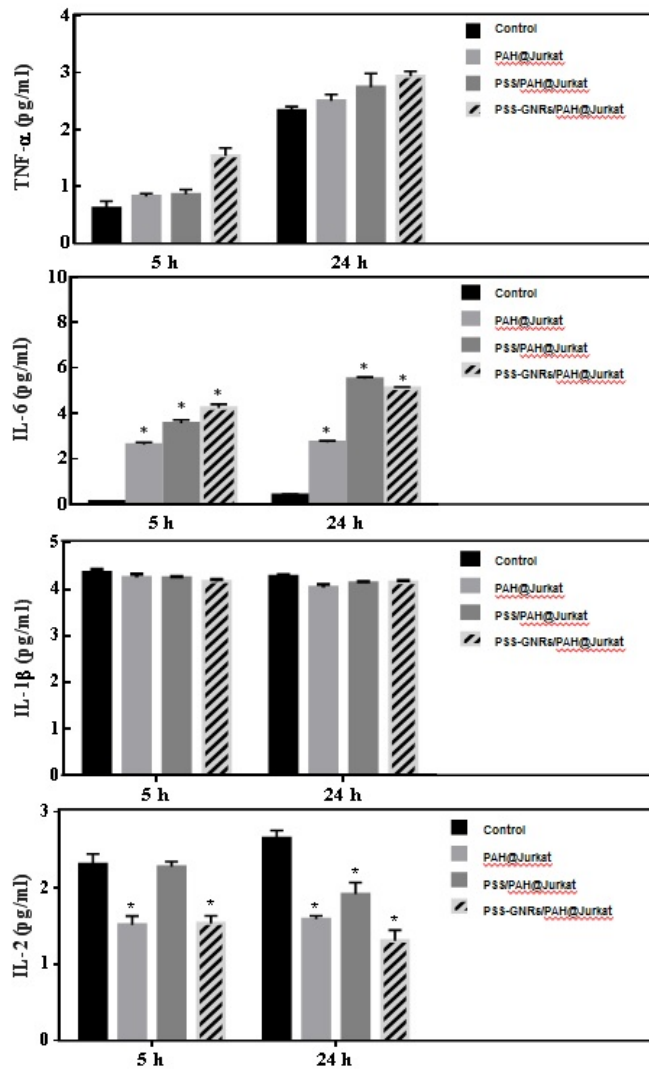 TNF-α (pg/ml)
4
3
2
1
0
5 h
24 h
Control
PAH@Jurkat
PSS/PAH@Jurkat
PSS-GNRs/PAH@Jurkat
IL-6 (pg/ml)
10
8
6
4
2
0
* * *
* * *
5 h
24 h
Control
PAH@Jurkat
PSS/PAH@Jurkat
PSS-GNRs/PAH@Jurkat
IL-1β (pg/ml)
5
4
3
2
1
0
5 h
24 h
Control
PAH@Jurkat
PSS/PAH@Jurkat
PSS-GNRs/PAH@Jurkat
IL-2 (pg/ml)
3
2
1
0
* *
* * *
5 h
24 h
Control
PAH@Jurkat
PSS/PAH@Jurkat
PSS-GNRs/PAH@Jurkat